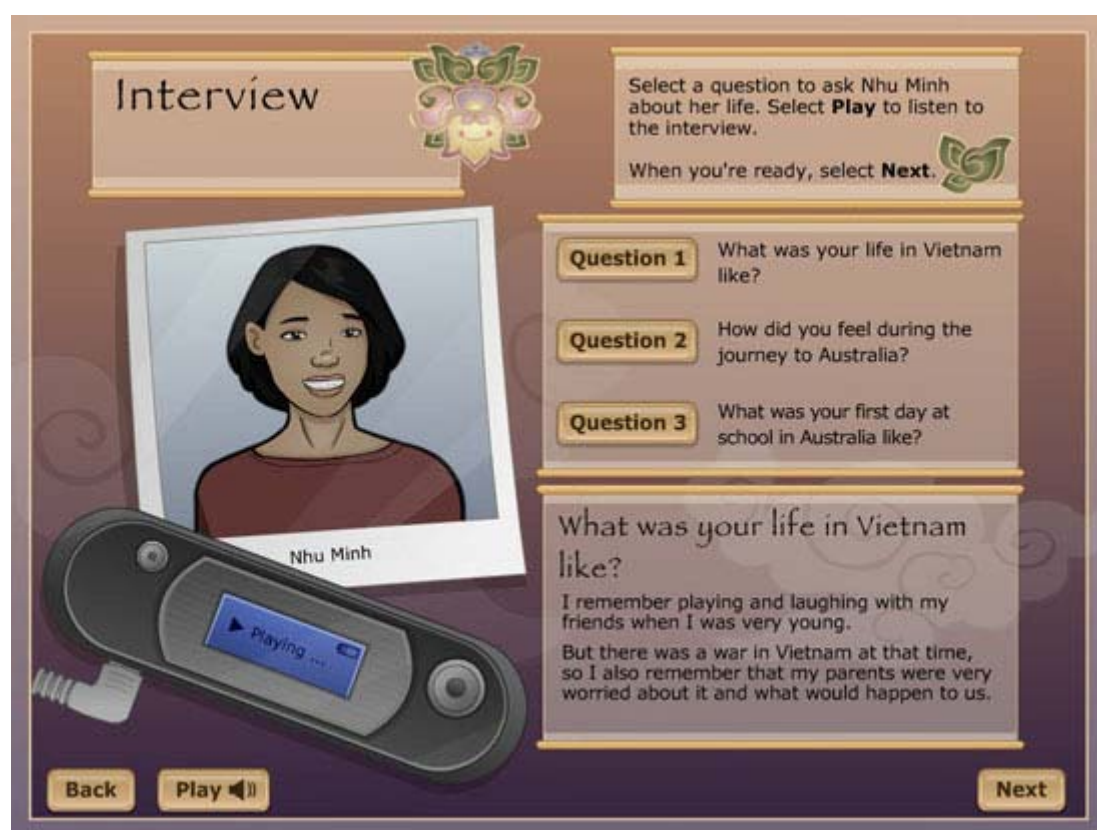 Interview
Select a question to ask Nhu Minh
about her life. Select Play to listen to
the interview.
When you're ready, select Next.
Question 1
What was your life in Vietnam
like?
Question 2
How did you feel during the
journey to Australia?
Question 3
What was your first day at
school in Australia like?
Nhu Minh
Playing ...
What was your life in Vietnam
like?
I remember playing and laughing with my
friends when I was very young.
But there was a war in Vietnam at that time,
so I also remember that my parents were very
worried about it and what would happen to us.
Back
Play
Next